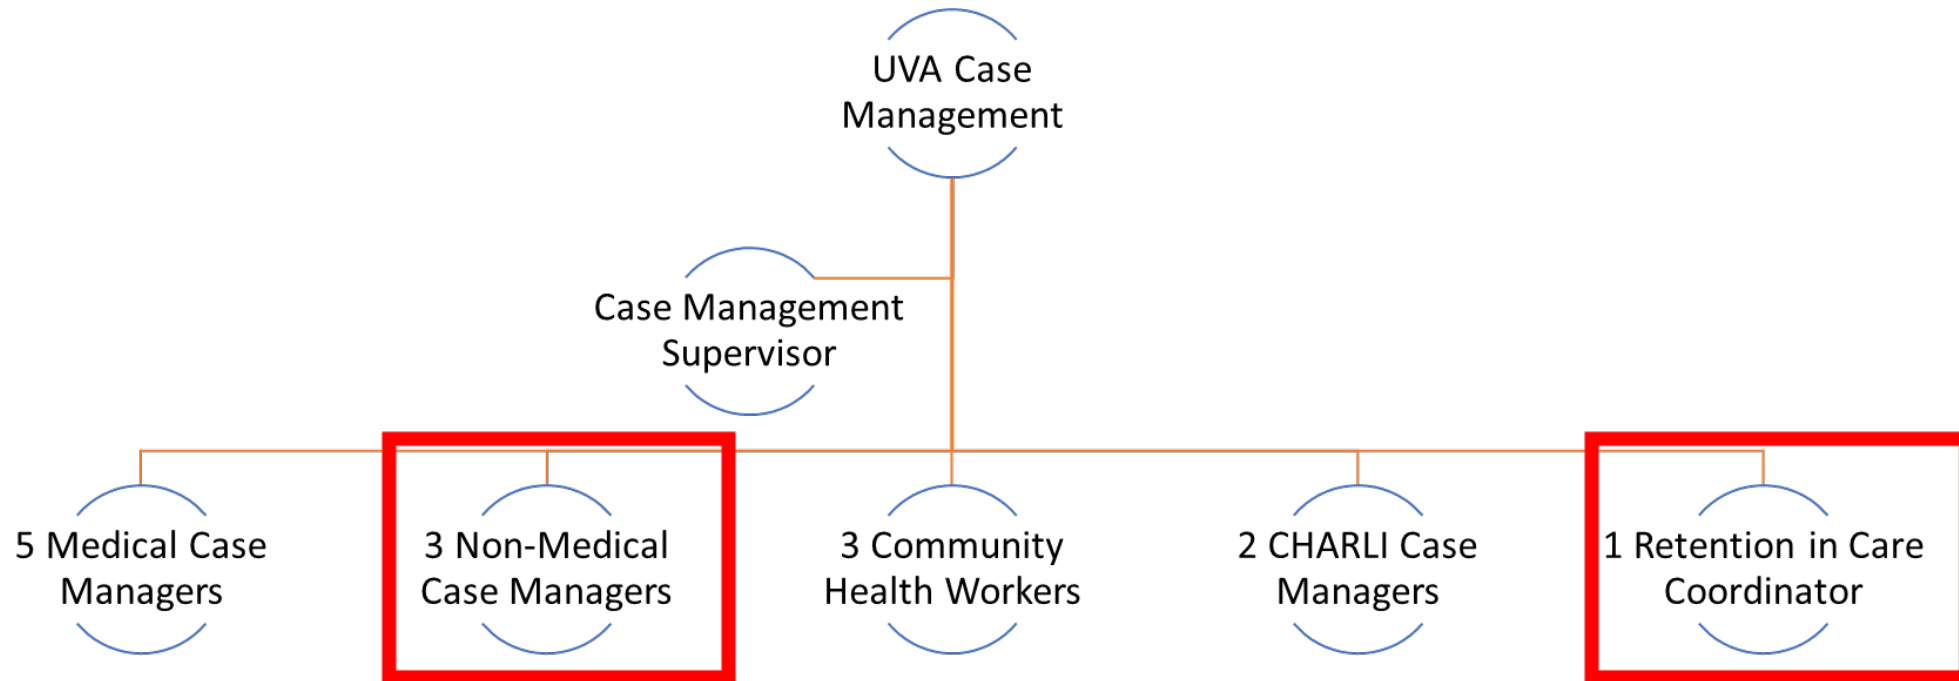 UVA Case
Management
Case Management
Supervisor
5 Medical Case
Managers
3 Non-Medical
Case Managers
3 Community
Health Workers
2 CHARLI Case
Managers
1 Retention in Care
Coordinator